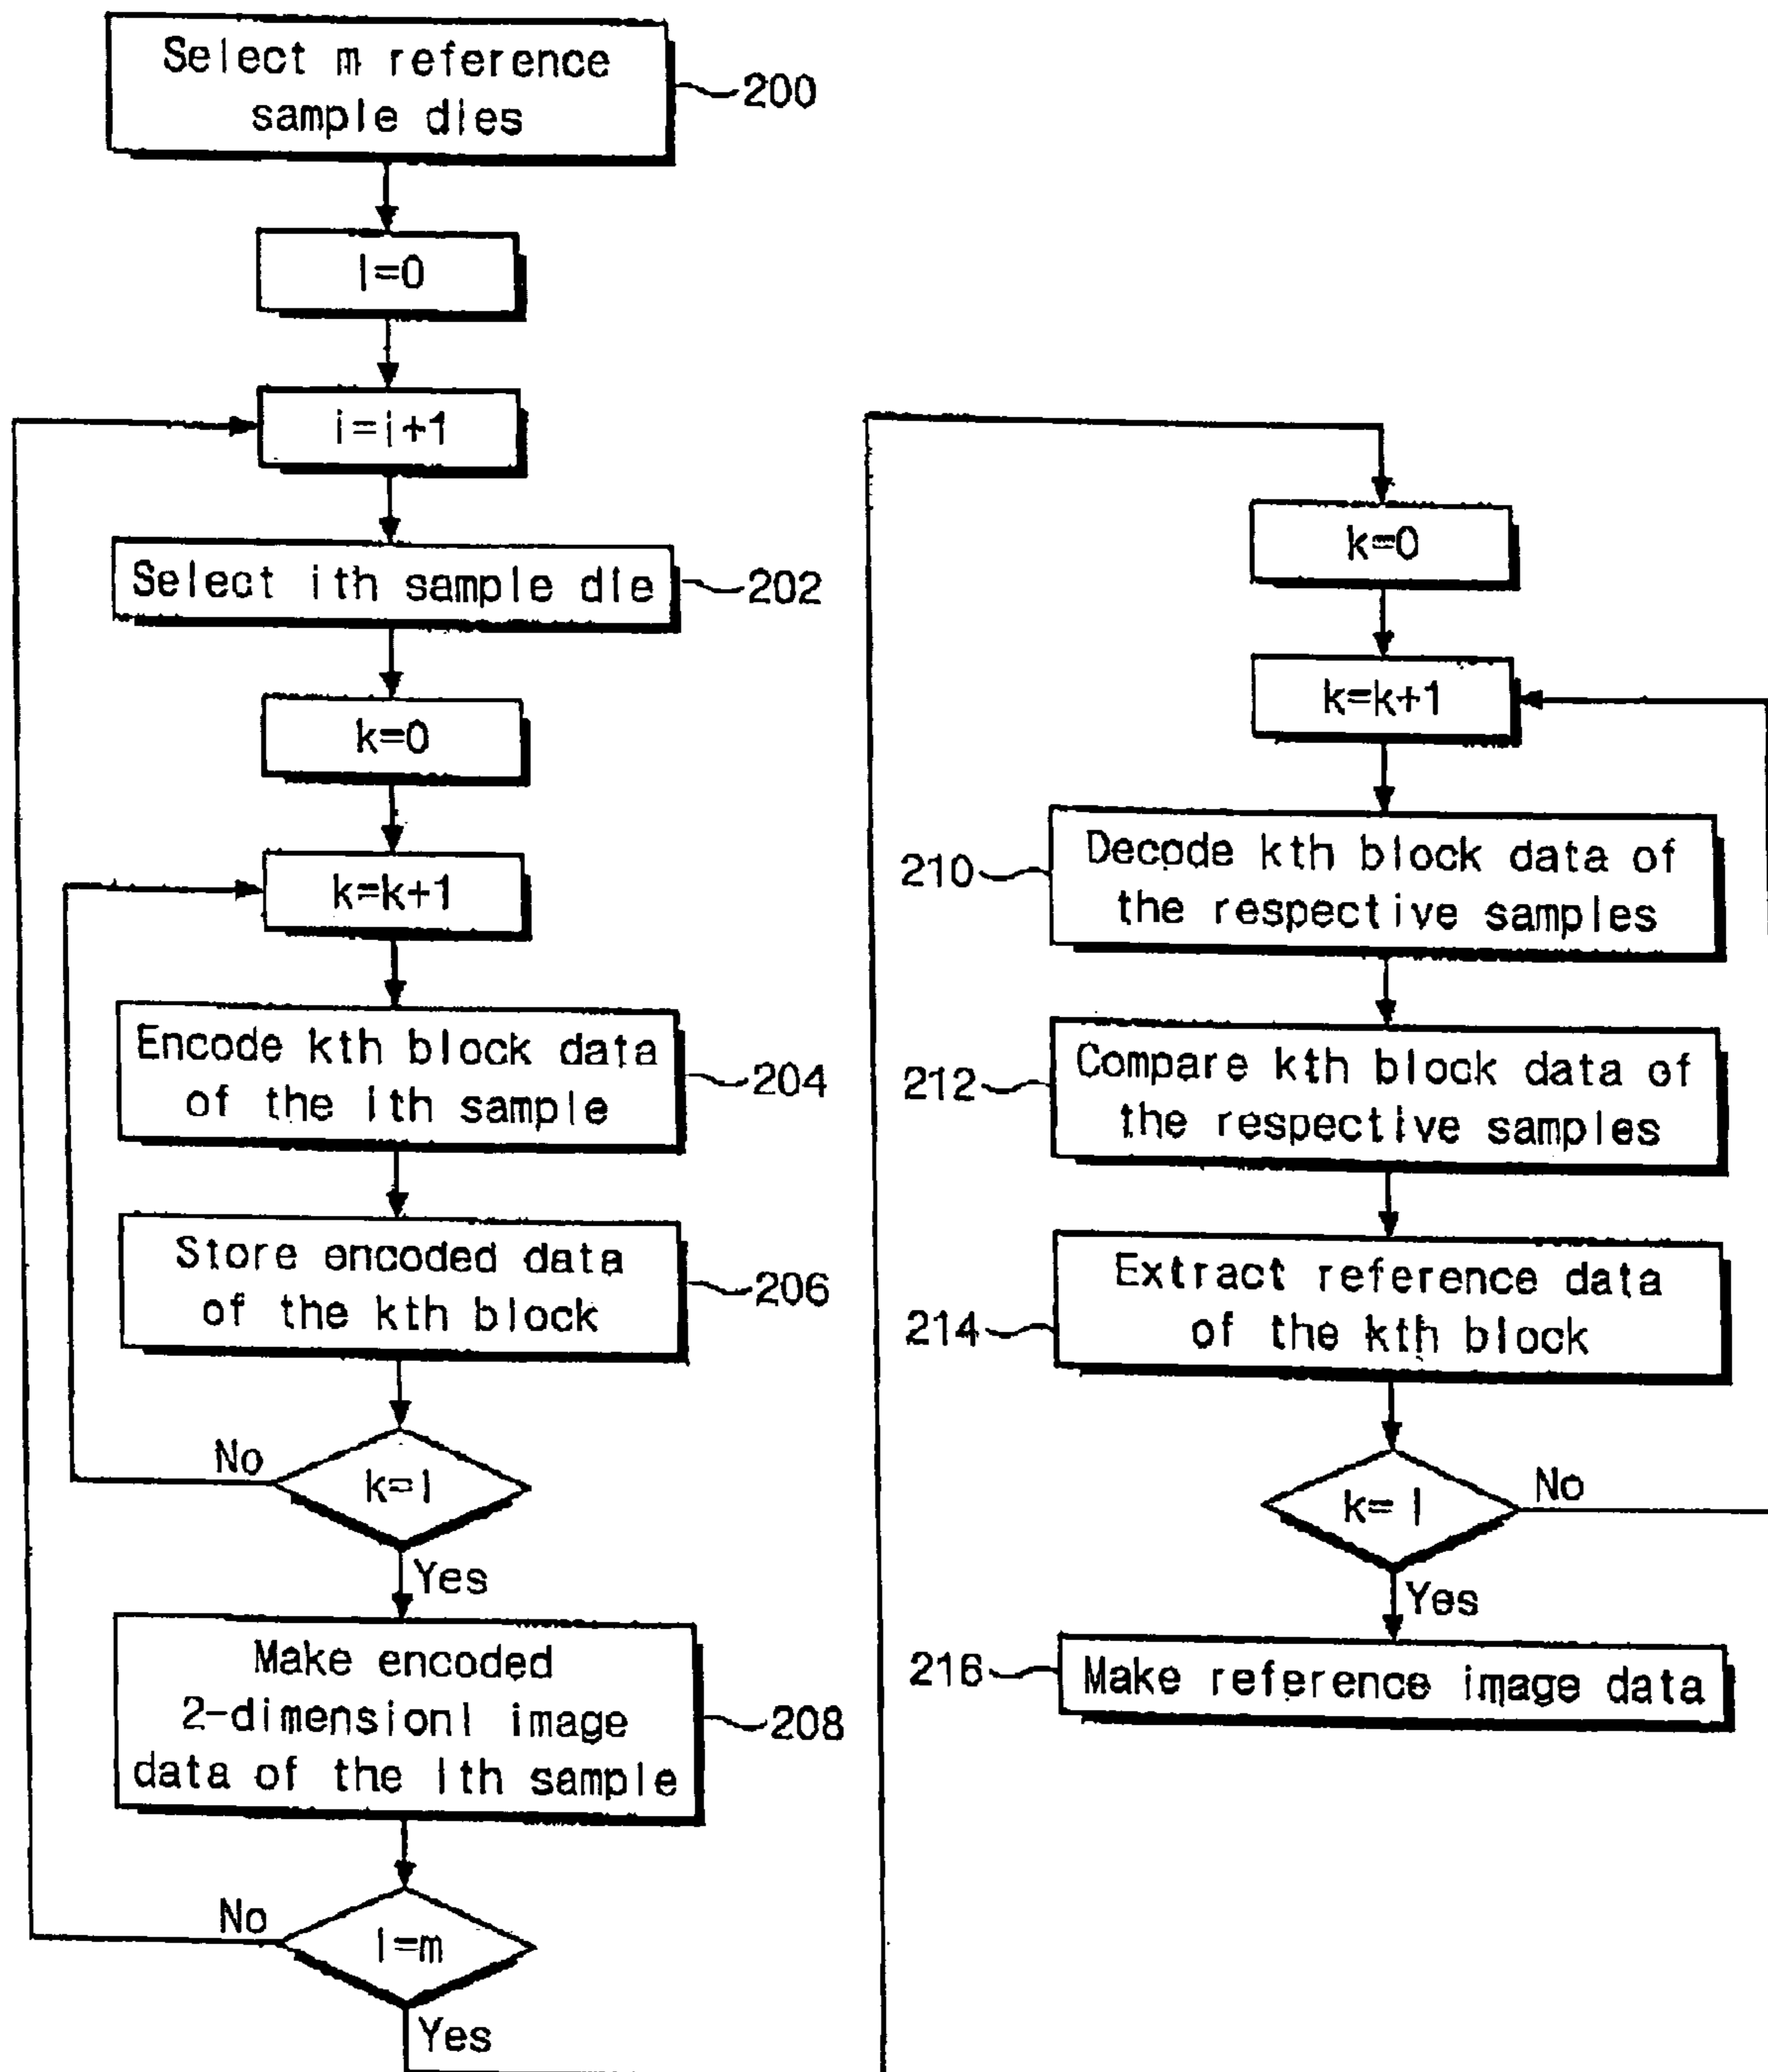 Select m reference
sample dies
200
i=0
i=i+1
Select ith sample die
202
k=0
k=k+1
Encode kth block data
of the ith sample
204
Store encoded data
of the kth block
206
No
k=l
Yes
Make encoded
2-dimensionl image
data of the ith sample
208
No
i=m
Yes
k=0
k=k+1
210
Decode kth block data of
the respective samples
212
Compare kth block data of
the respective samples
214
Extract reference data
of the kth block
k= l
No
Yes
216
Make reference image data